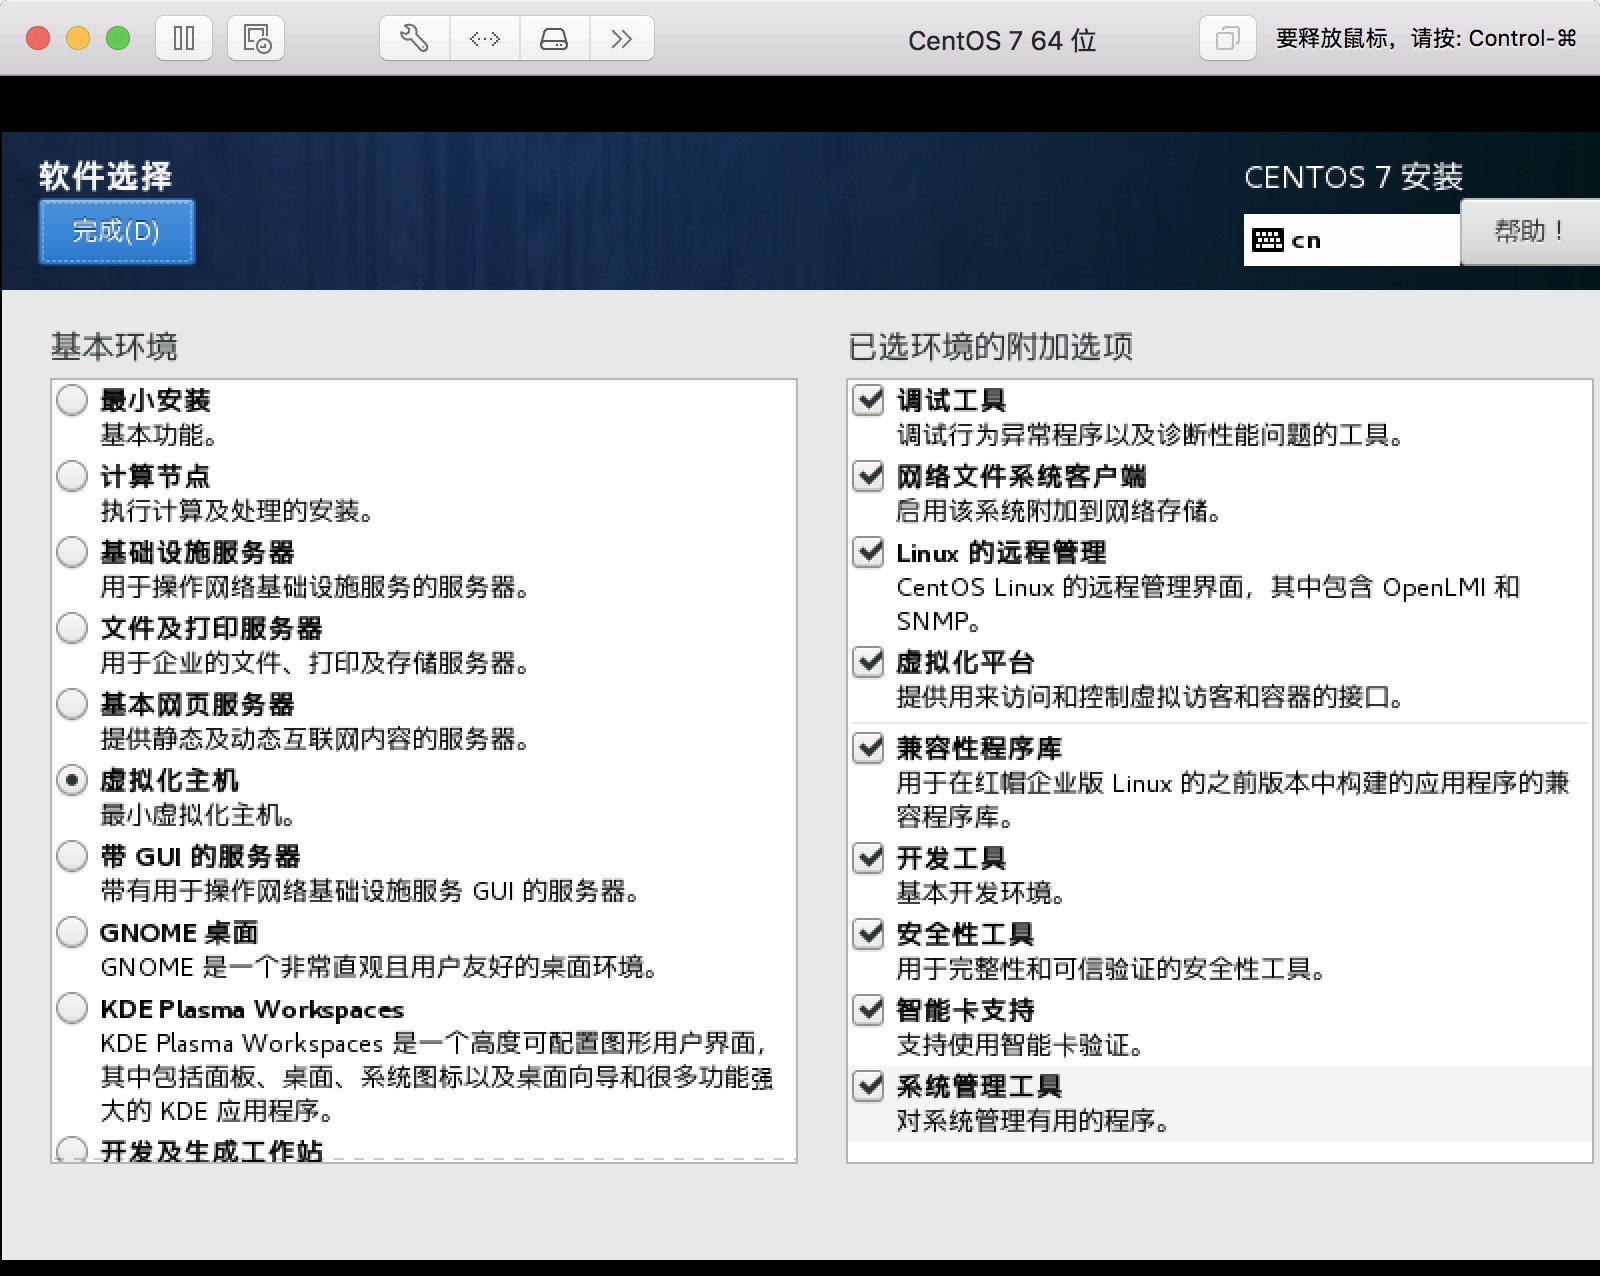 CentOS 7 64 位
要释放鼠标，请按: Control-⌘
软件选择
完成(D)
CENTOS 7 安装
cn
帮助！
基本环境
最小安装
基本功能。
计算节点
执行计算及处理的安装。
基础设施服务器
用于操作网络基础设施服务的服务器。
文件及打印服务器
用于企业的文件、打印及存储服务器。
基本网页服务器
提供静态及动态互联网内容的服务器。
虚拟化主机
最小虚拟化主机。
带 GUI 的服务器
带有用于操作网络基础设施服务 GUI 的服务器。
GNOME 桌面
GNOME 是一个非常直观且用户友好的桌面环境。
KDE Plasma Workspaces
KDE Plasma Workspaces 是一个高度可配置图形用户界面，
其中包括面板、桌面、系统图标以及桌面向导和很多功能强
大的 KDE 应用程序。
开发及生成工作站
已选环境的附加选项
调试工具
调试行为异常程序以及诊断性能问题的工具。
网络文件系统客户端
启用该系统附加到网络存储。
Linux 的远程管理
CentOS Linux 的远程管理界面，其中包含 OpenLMI 和
SNMP。
虚拟化平台
提供用来访问和控制虚拟访客和容器的接口。
兼容性程序库
用于在红帽企业版 Linux 的之前版本中构建的应用程序的兼
容程序库。
开发工具
基本开发环境。
安全性工具
用于完整性和可信验证的安全性工具。
智能卡支持
支持使用智能卡验证。
系统管理工具
对系统管理有用的程序。